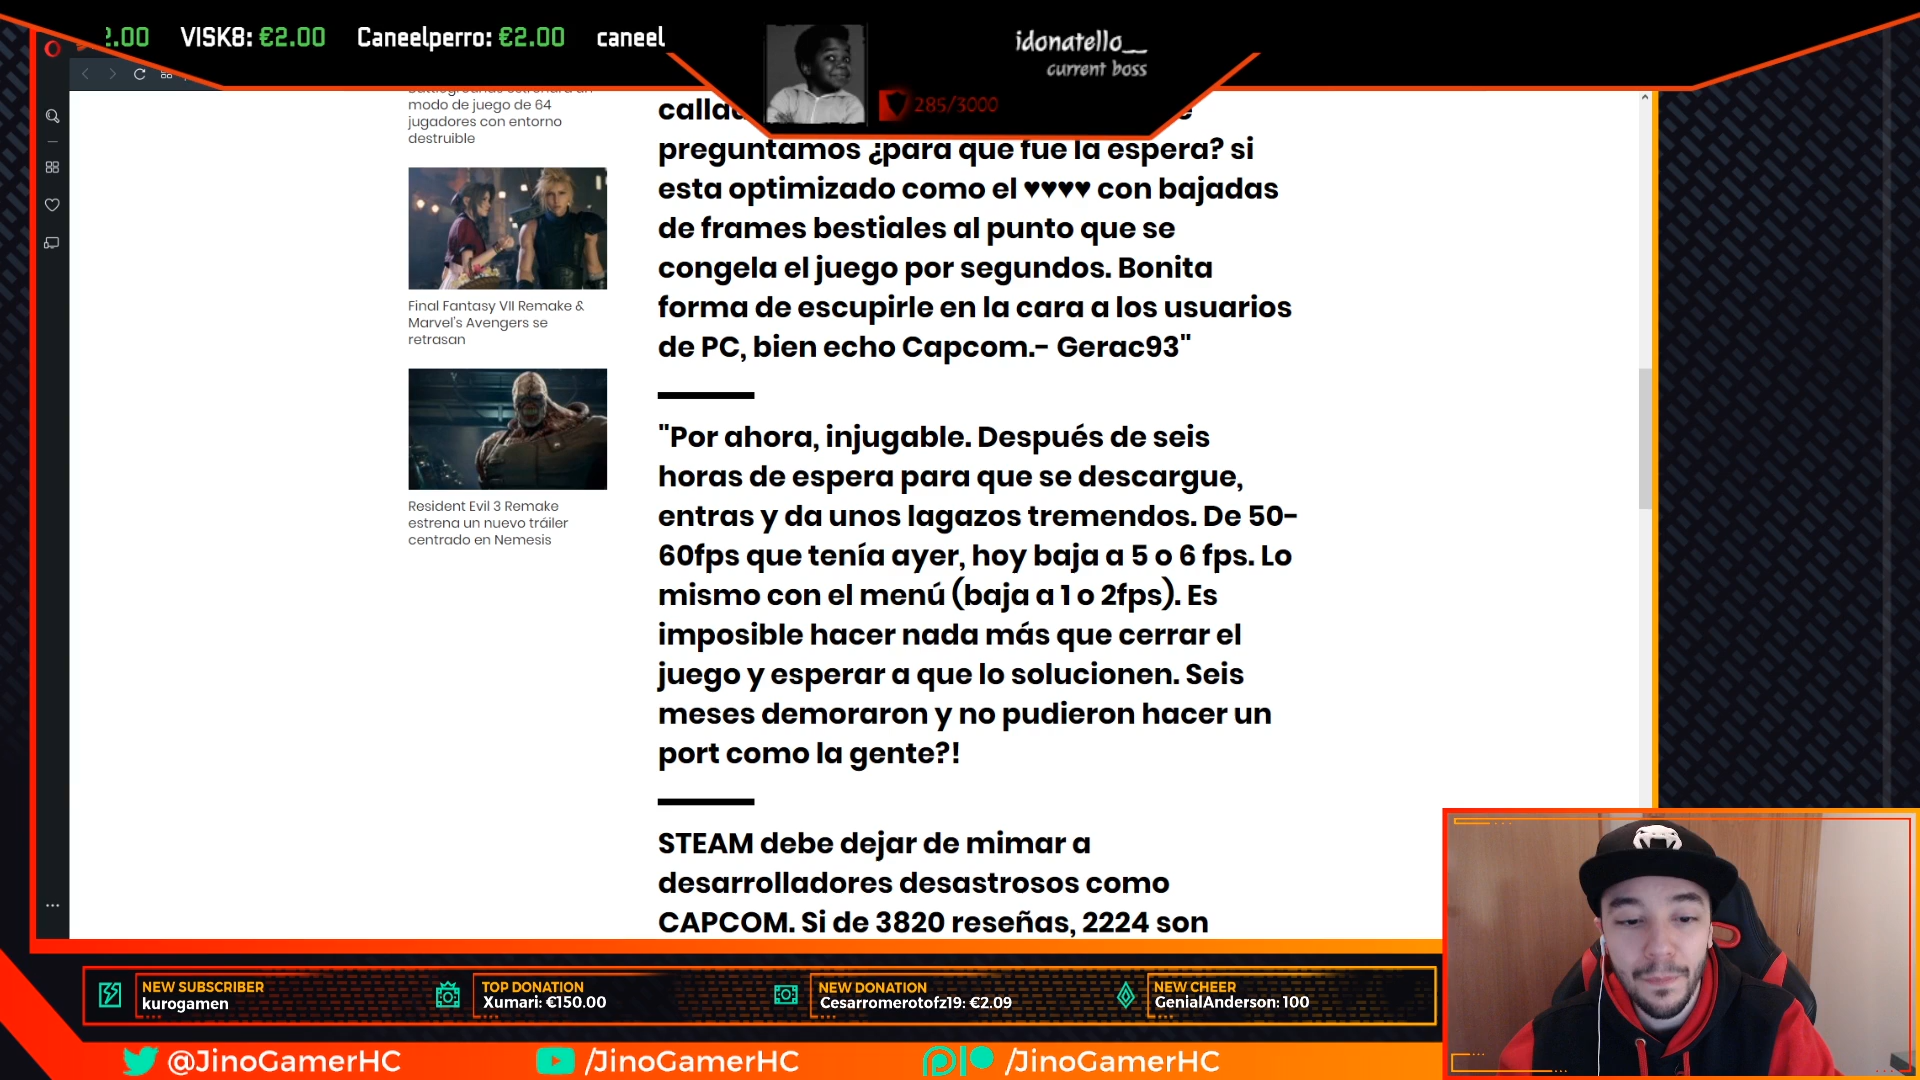 2.00 VISK8: €2.00 Caneelperro: €2.00 caneel
idonatello__
current boss
285/3000
modo de juego de 64
jugadores con entorno
destruible
Final Fantasy VII Remake &
Marvel's Avengers se
retrasan
Resident Evil 3 Remake
estrena un nuevo tráiler
centrado en Nemesis
preguntamos ¿para que fue la espera? si
esta optimizado como el ♥♥♥♥ con bajadas
de frames bestiales al punto que se
congela el juego por segundos. Bonita
forma de escupirle en la cara a los usuarios
de PC, bien echo Capcom.- Gerac93"
"Por ahora, injugable. Después de seis
horas de espera para que se descargue,
entras y da unos lagazos tremendos. De 50-
60fps que tenía ayer, hoy baja a 5 o 6 fps. Lo
mismo con el menú (baja a 1 o 2fps). Es
imposible hacer nada más que cerrar el
juego y esperar a que lo solucionen. Seis
meses demoraron y no pudieron hacer un
port como la gente?!
STEAM debe dejar de mimar a
desarrolladores desastrosos como
CAPCOM. Si de 3820 reseñas, 2224 son
NEW SUBSCRIBER
kurogamen
TOP DONATION
Xumari: €150.00
NEW DONATION
Cesarromerotofz19: €2.09
NEW CHEER
GenialAnderson: 100
@JinoGamerHC
/JinoGamerHC
/JinoGamerHC